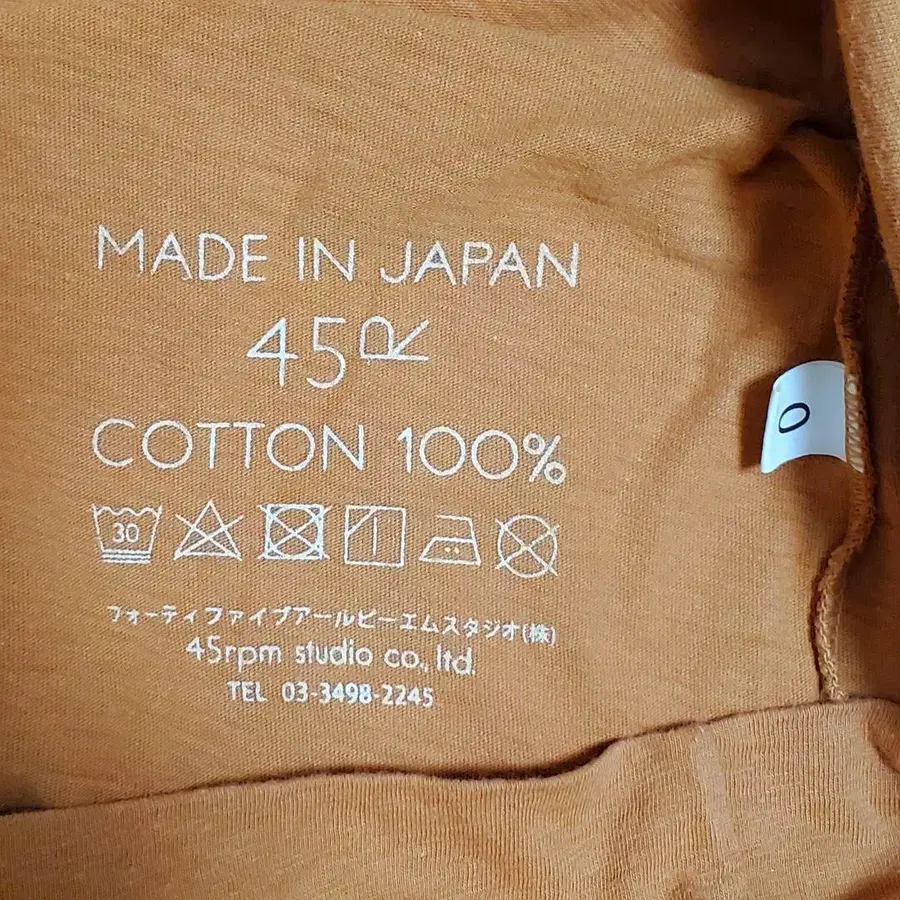 MADE IN JAPAN
45R
COTTON 100%
30
フォーティファイブアールピーエムスタジオ(株)
45rpm studio co., ltd.
TEL 03-3498-2245
0